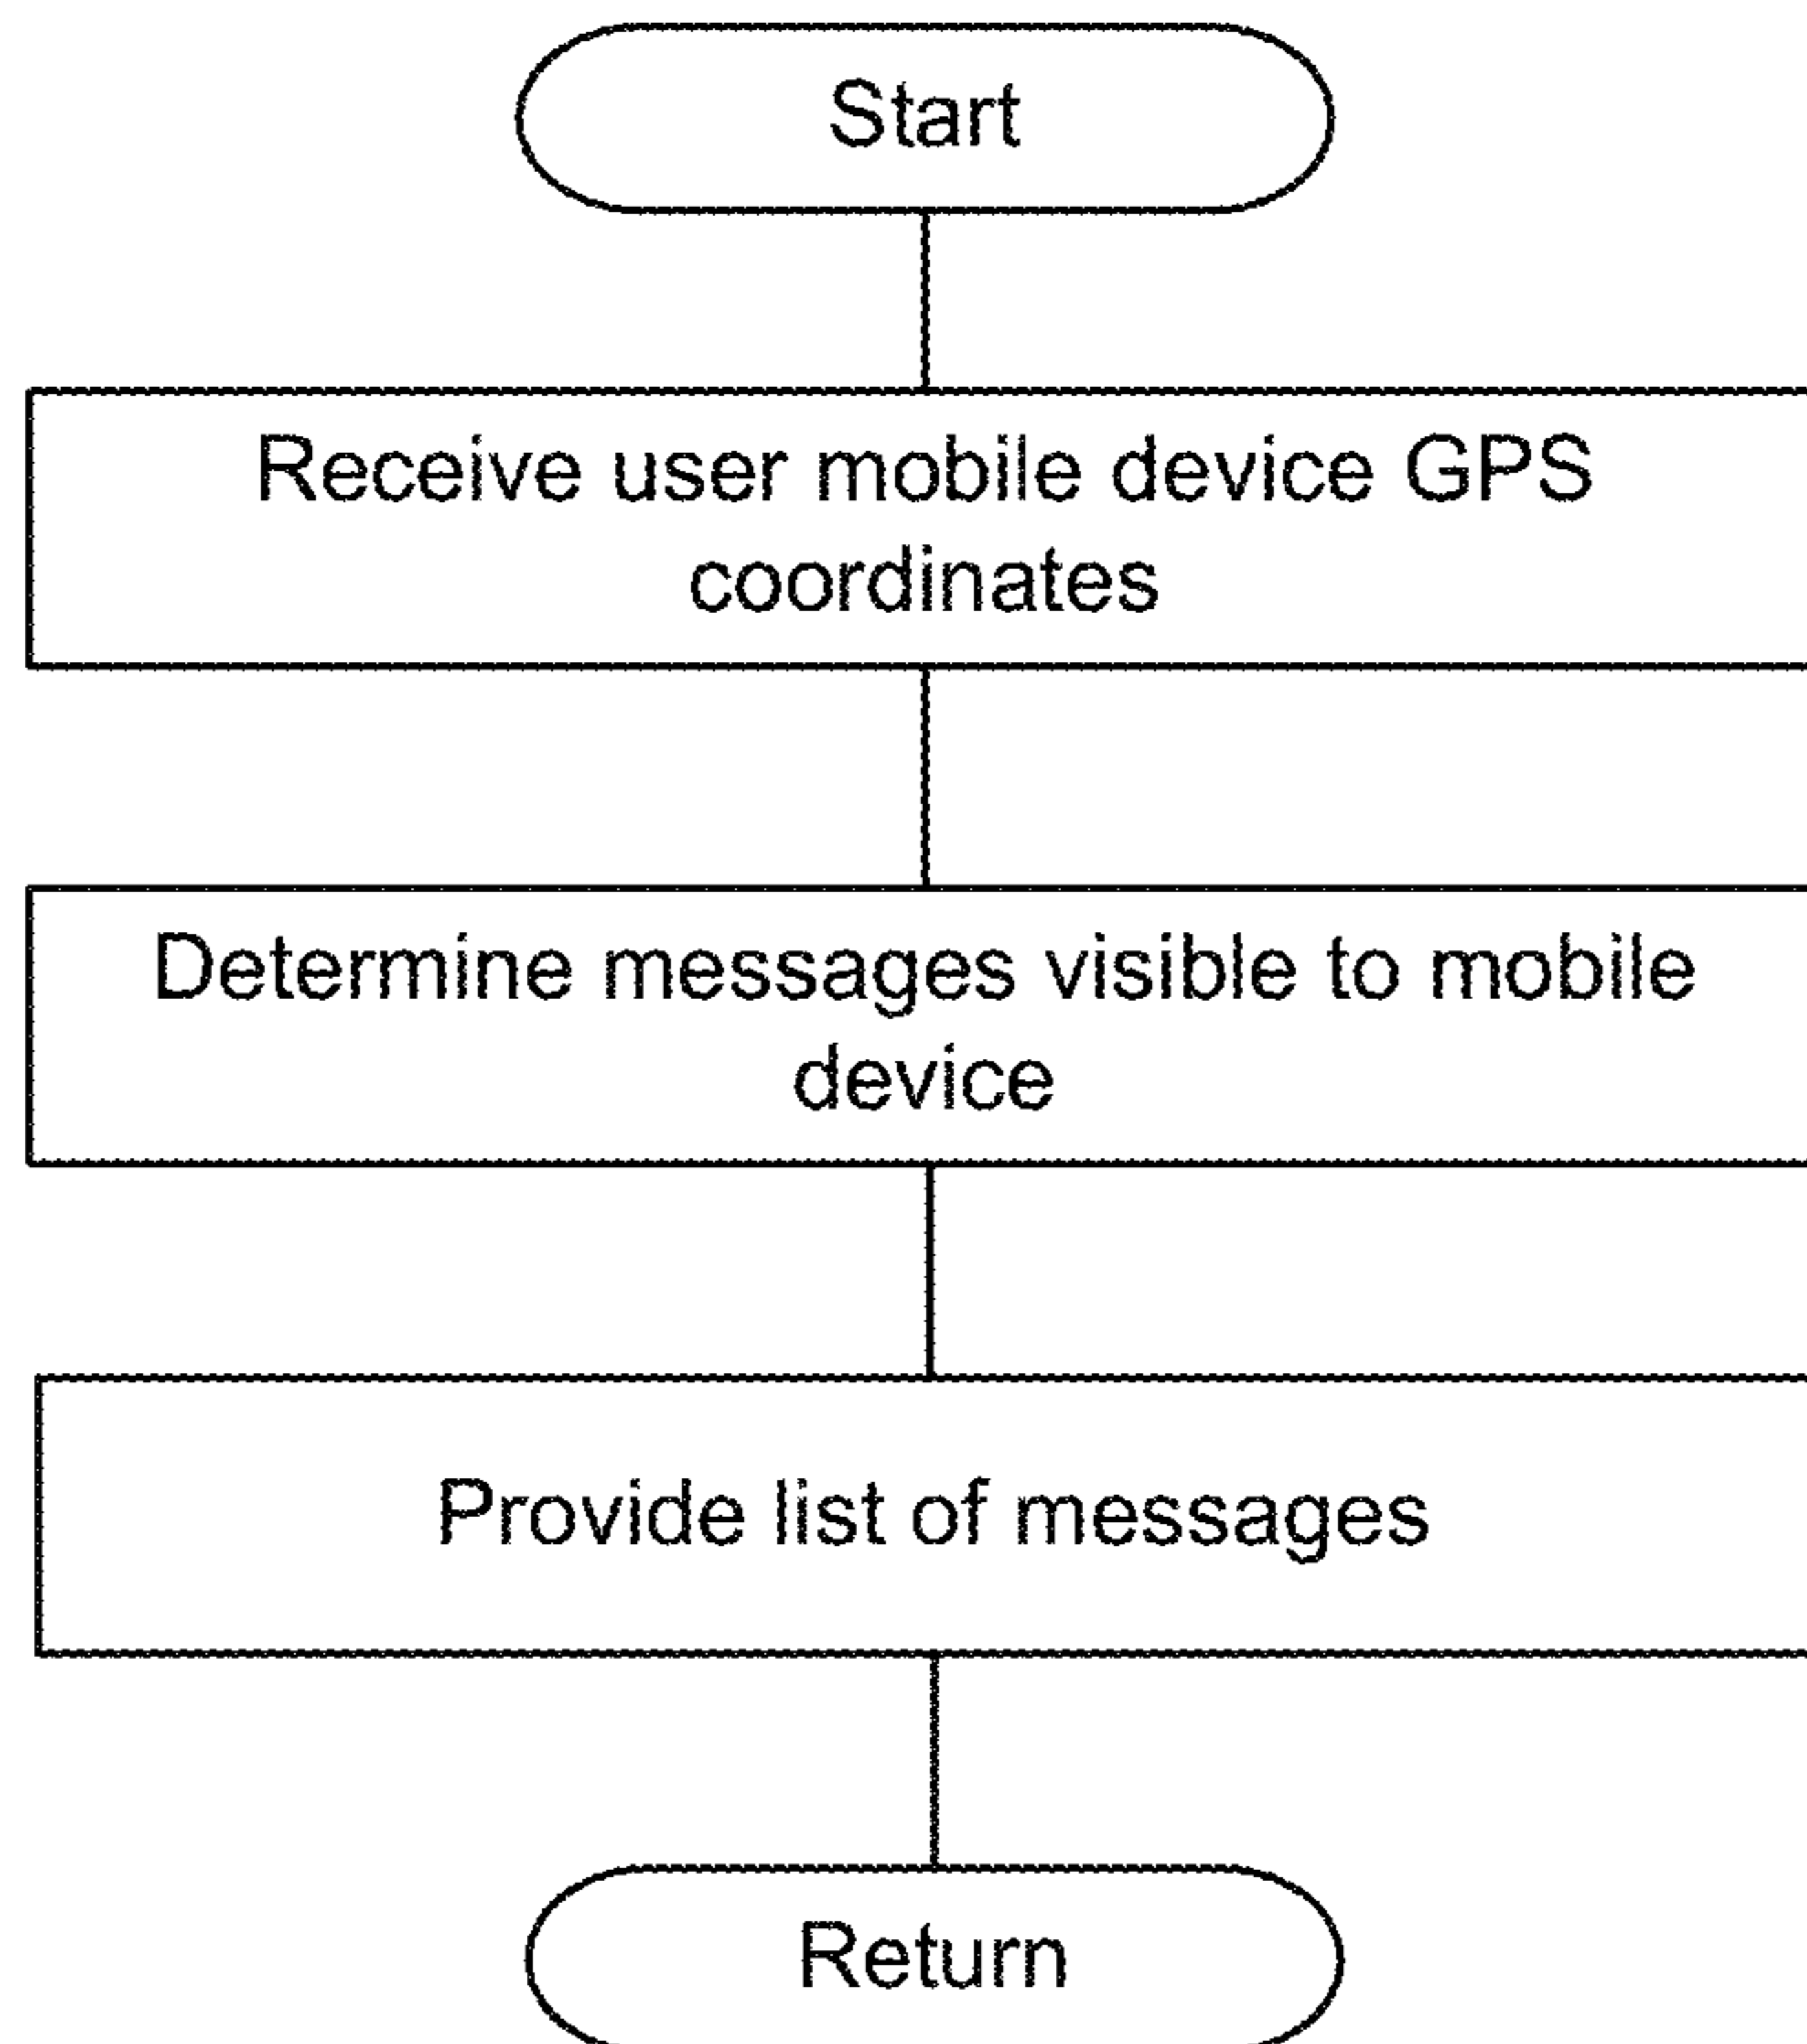 Start
Receive user mobile device GPS
coordinates
Determine messages visible to mobile
device
Provide list of messages
Return